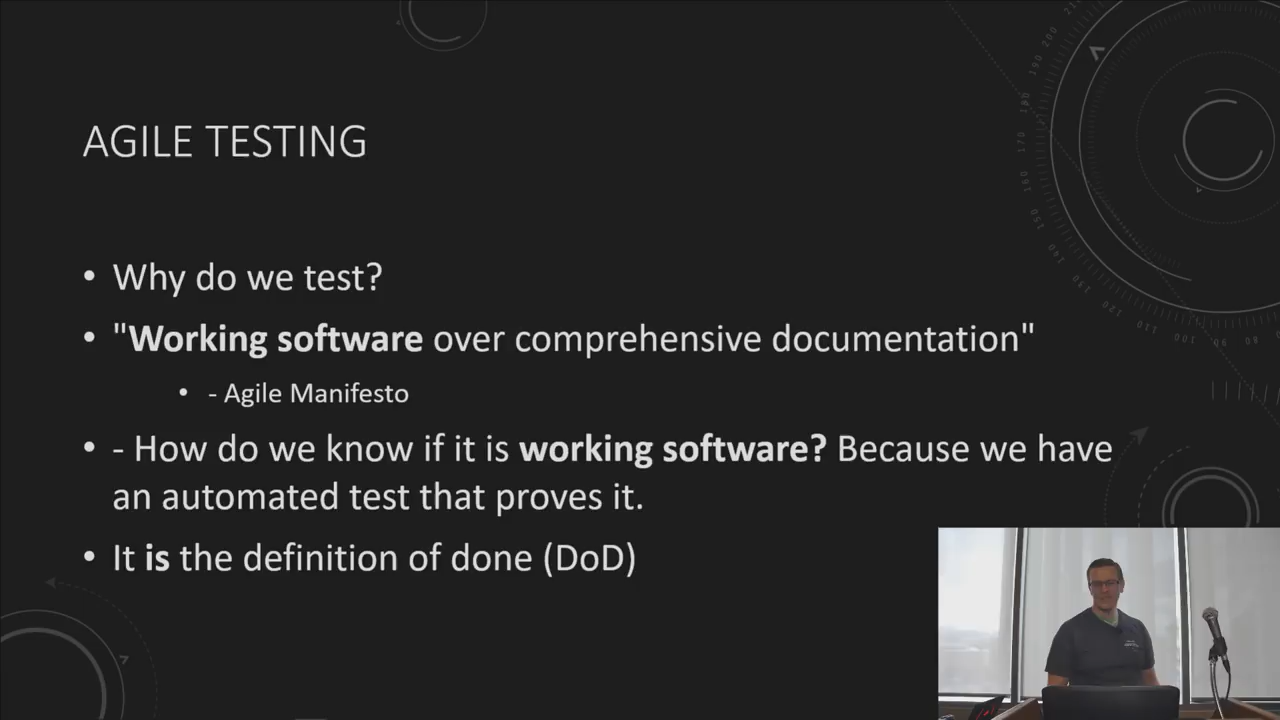 AGILE TESTING
• Why do we test?
• "Working software over comprehensive documentation"
• - Agile Manifesto
• - How do we know if it is working software? Because we have
an automated test that proves it.
• It is the definition of done (DoD)